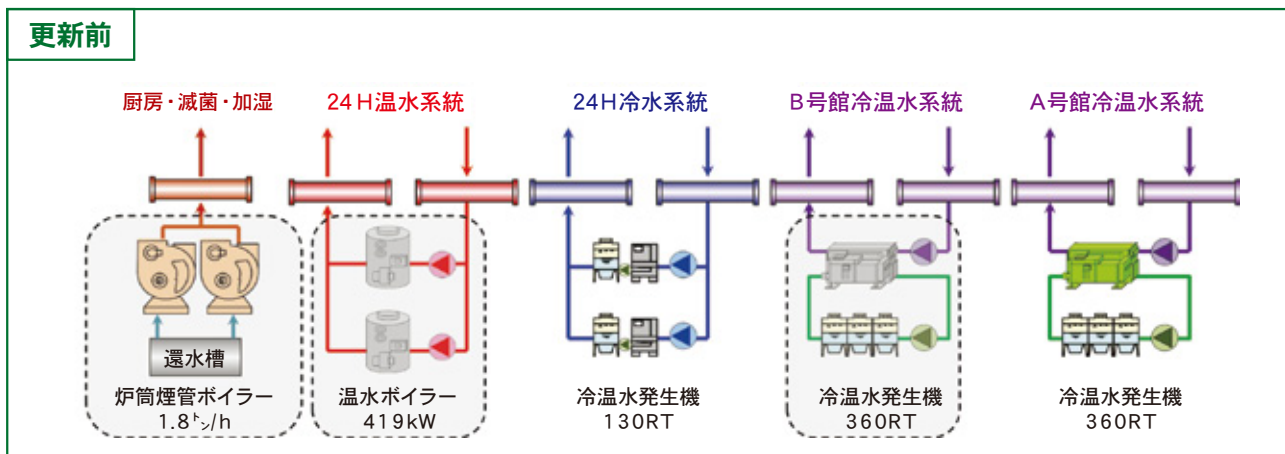 更新前
厨房・滅菌・加湿
24H温水系統
24H冷水系統
B号館冷温水系統
A号館冷温水系統
還水槽
炉筒煙管ボイラー
1.8㌧/h
温水ボイラー
419kW
冷温水発生機
130RT
冷温水発生機
360RT
冷温水発生機
360RT